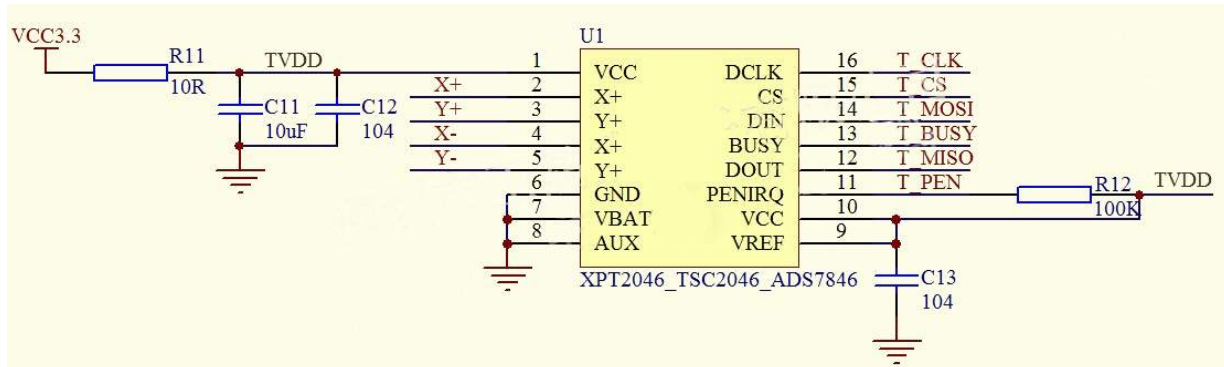 VCC3.3
R11
10R
TVDD
C11
10uF
C12
104
X+
Y+
X-
Y-
U1
1 VCC DCLK 16 T_CLK
2 X+ CS 15 T_CS
3 Y+ DIN 14 T_MOSI
4 X+ BUSY 13 T_BUSY
5 Y+ DOUT 12 T_MISO
6 GND PENIRQ 11 T_PEN
7 VBAT VCC 10
8 AUX VREF 9
XPT2046_TSC2046_ADS7846
R12
100K
TVDD
C13
104